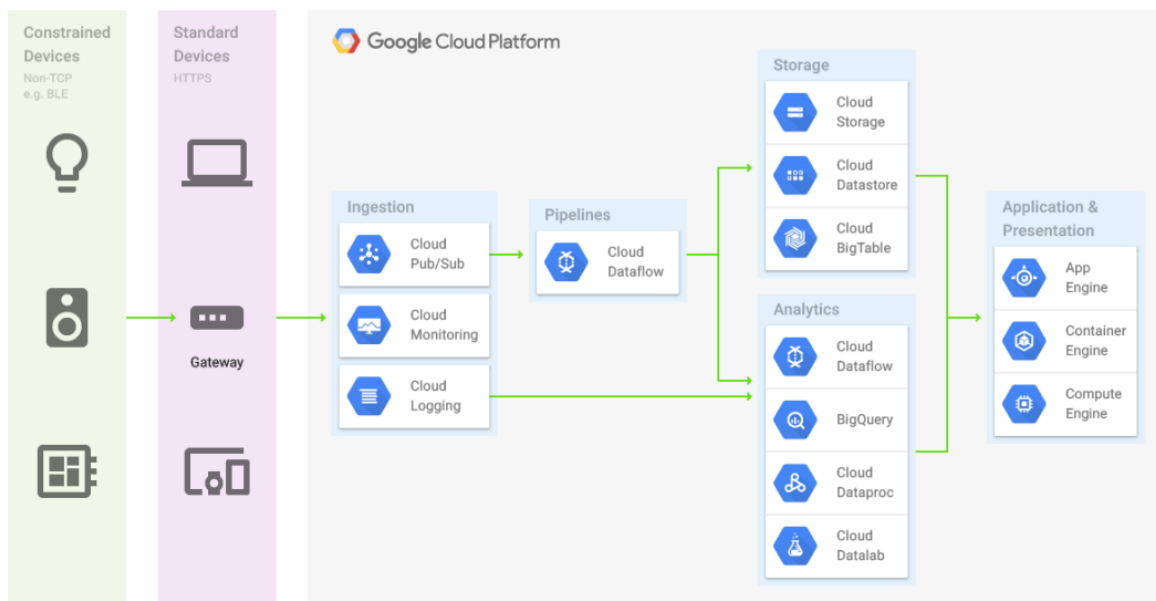 Constrained
Devices
Non-TCP
e.g. BLE
Standard
Devices
HTTPS
Gateway
Google Cloud Platform
Ingestion
Cloud
Pub/Sub
Cloud
Monitoring
Cloud
Logging
Pipelines
Cloud
Dataflow
Storage
Cloud
Storage
Cloud
Datastore
Cloud
BigTable
Analytics
Cloud
Dataflow
BigQuery
Cloud
Dataproc
Cloud
Datalab
Application &
Presentation
App
Engine
Container
Engine
Compute
Engine